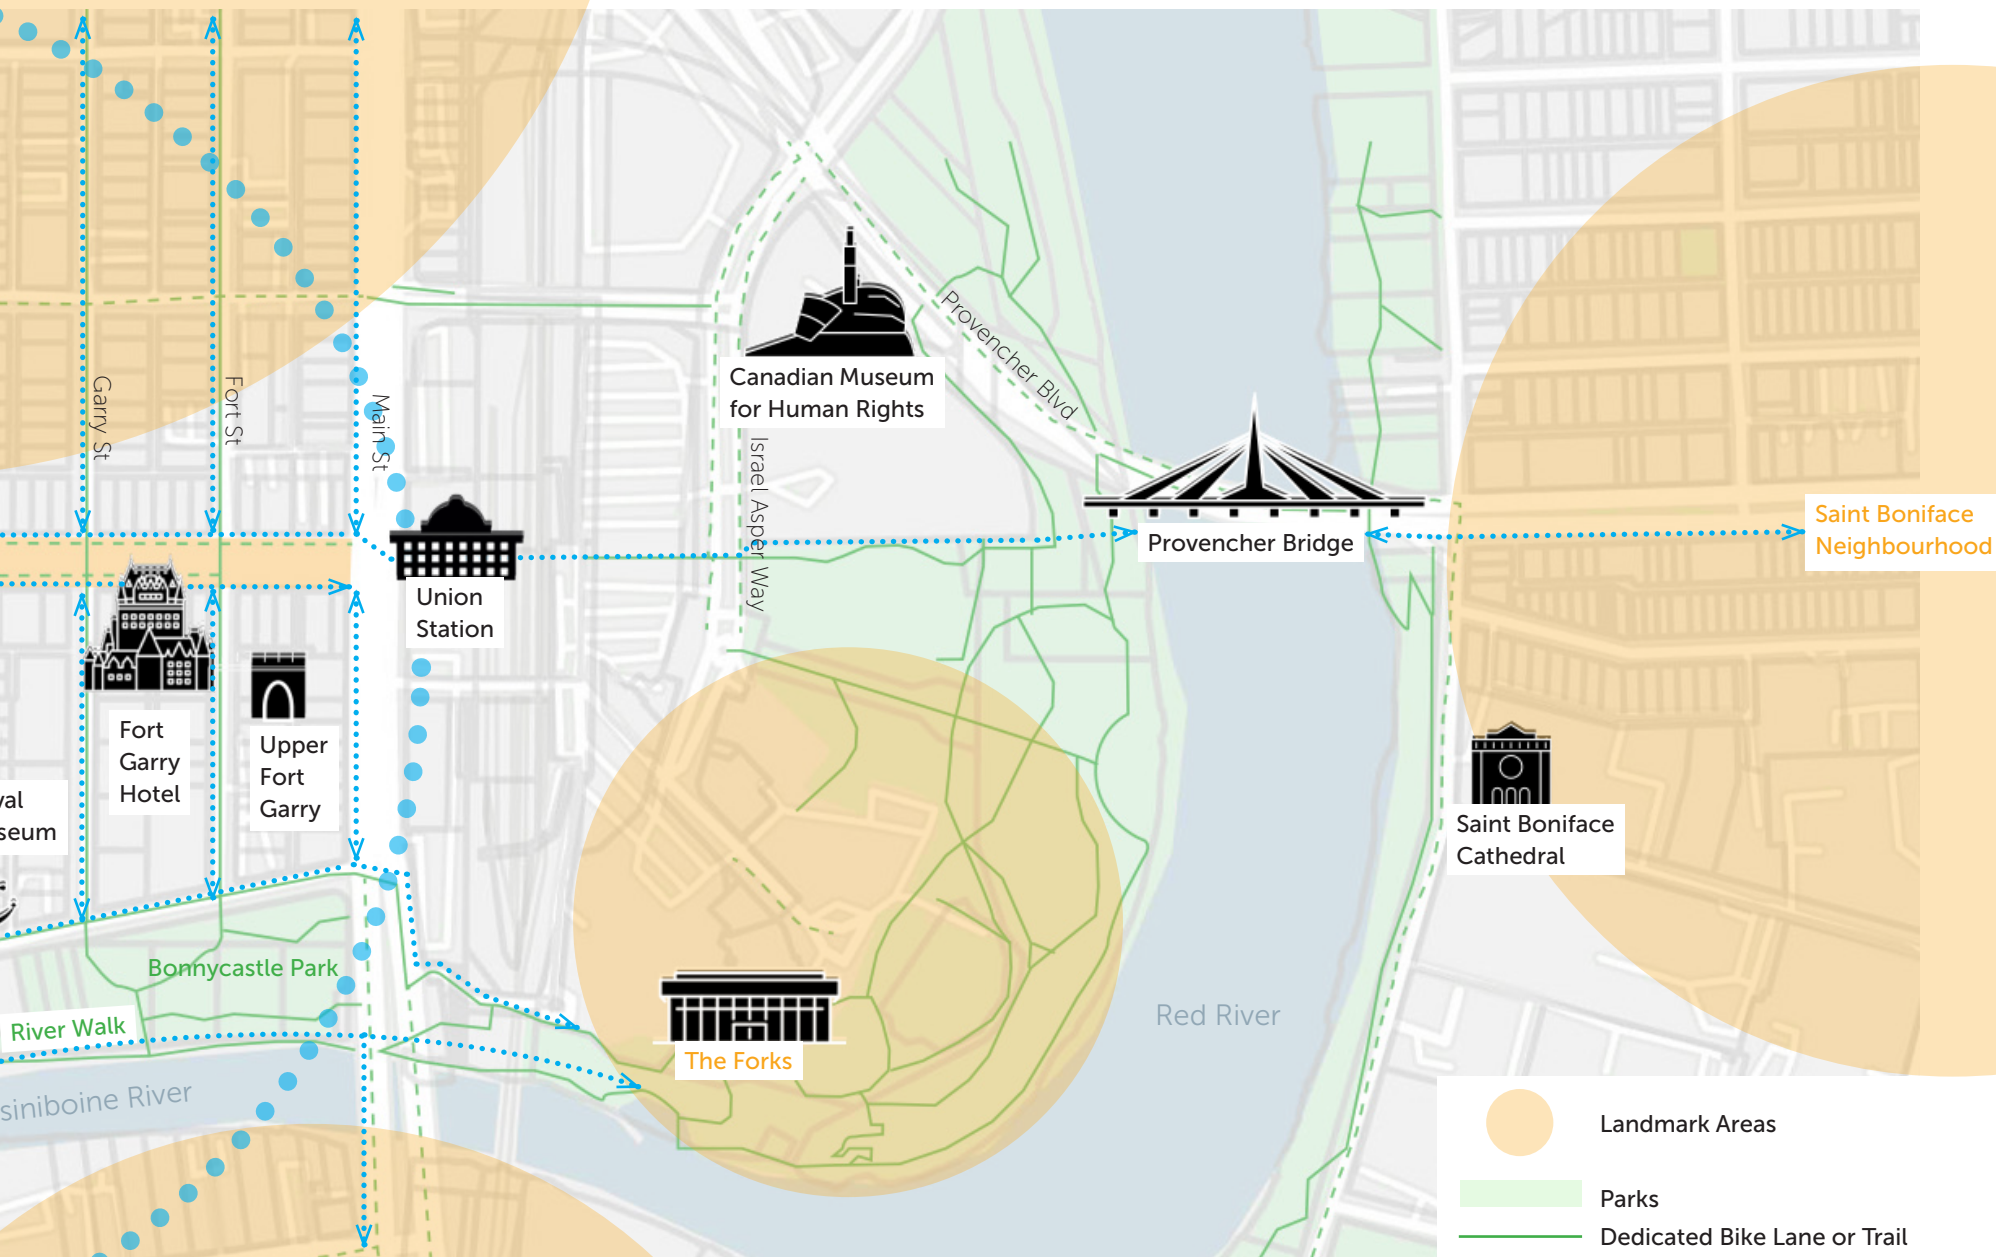 Garry St
Fort St
Main St
Canadian Museum
for Human Rights
Provencher Blvd
Israel Asper Way
Provencher Bridge
Saint Boniface
Neighbourhood
Union
Station
Fort
Garry
Hotel
Upper
Fort
Garry
val
seum
Saint Boniface
Cathedral
Bonnycastle Park
River Walk
The Forks
Red River
siniboine River
Landmark Areas
Parks
Dedicated Bike Lane or Trail